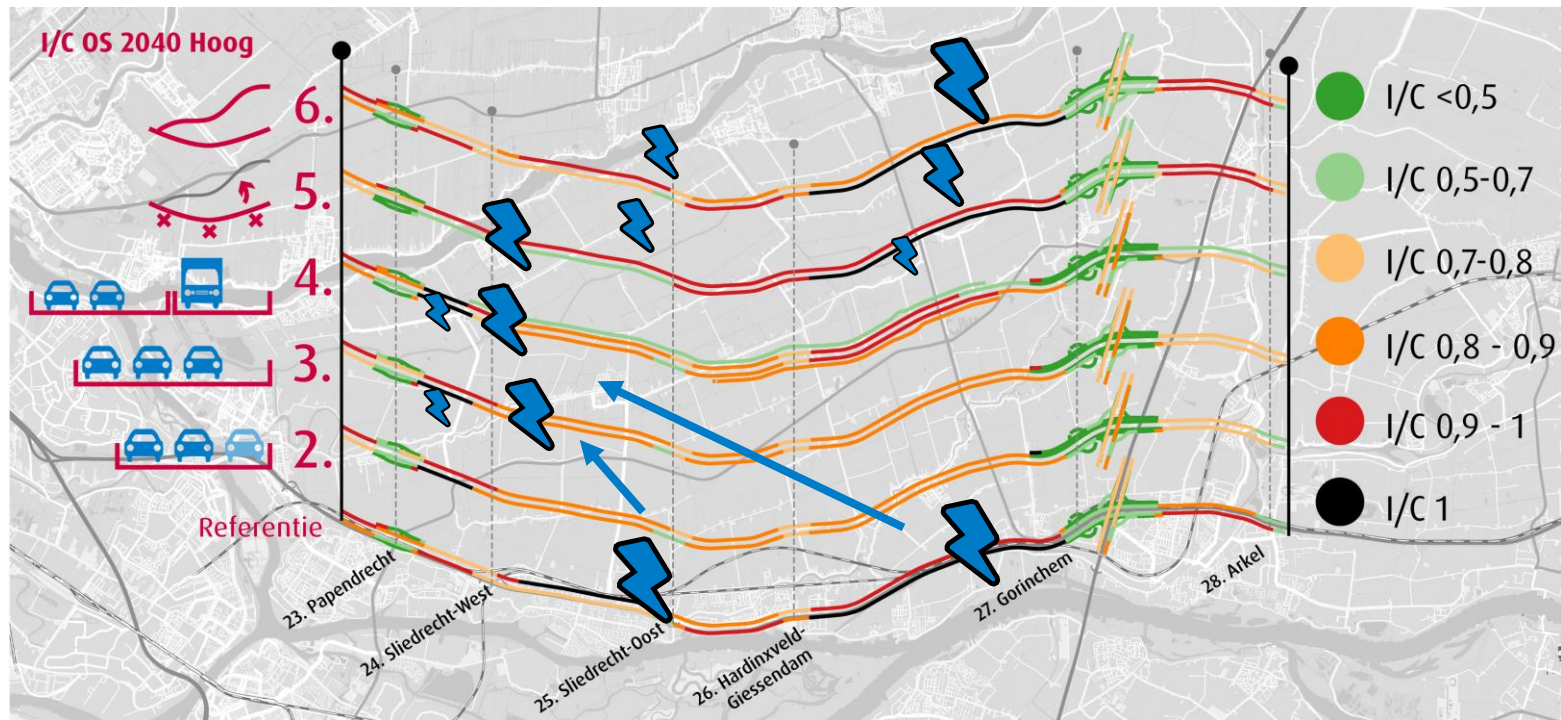 I/C OS 2040 Hoog
6.
5.
4.
3.
2.
Referentie
23. Papendrecht
24. Sliedrecht-West
25. Sliedrecht-Oost
26. Hardinxveld-
Giessendam
27. Gorinchem
28. Arkel
I/C <0,5
I/C 0,5-0,7
I/C 0,7-0,8
I/C 0,8 - 0,9
I/C 0,9 - 1
I/C 1